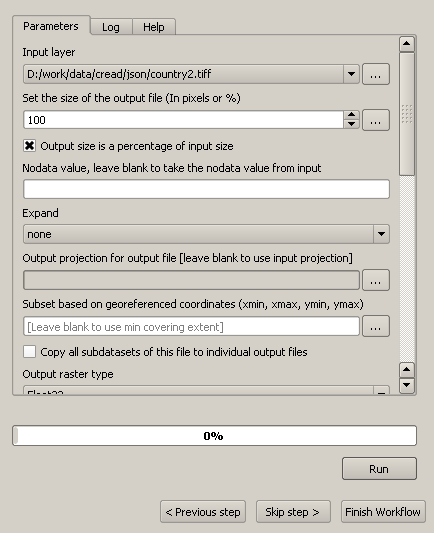 Parameters
Log
Help
Input layer
D:/work/data/cread/json/country2.tiff
...
Set the size of the output file (In pixels or %)
100
...
Output size is a percentage of input size
Nodata value, leave blank to take the nodata value from input
Expand
none
Output projection for output file [leave blank to use input projection]
...
Subset based on georeferenced coordinates (xmin, xmax, ymin, ymax)
[Leave blank to use min covering extent]
...
Copy all subdatasets of this file to individual output files
Output raster type
Float32
0%
Run
< Previous step
Skip step >
Finish Workflow